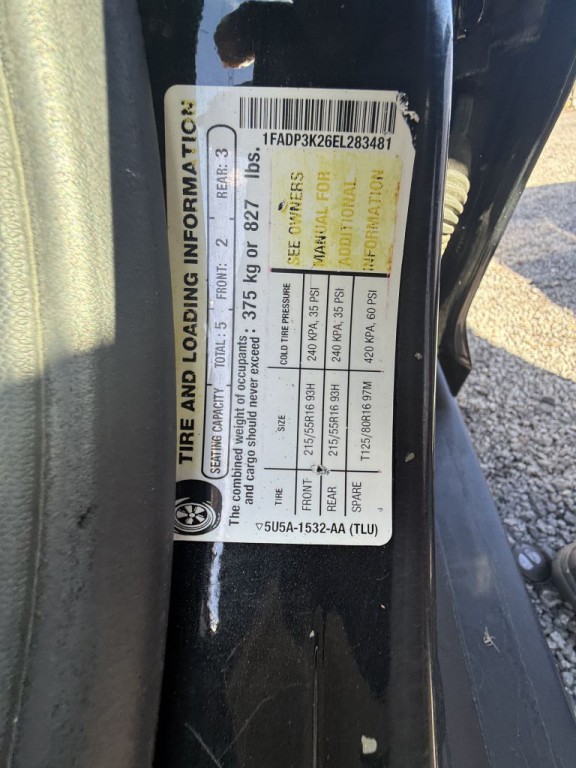 1FADP3K26EL283481
TIRE AND LOADING INFORMATION
SEATING CAPACITY TOTAL : 5 FRONT: 2 REAR: 3
The combined weight of occupants
and cargo should never exceed : 375 kg or 827 lbs.
TIRE SIZE COLD TIRE PRESSURE
FRONT 215/55R16 93H 240 KPA, 35 PSI
REAR 215/55R16 93H 240 KPA, 35 PSI
SPARE T125/80R16 97M 420 KPA, 60 PSI
SEE OWNERS
MANUAL FOR
ADDITIONAL
INFORMATION
▽5U5A-1532-AA (TLU)